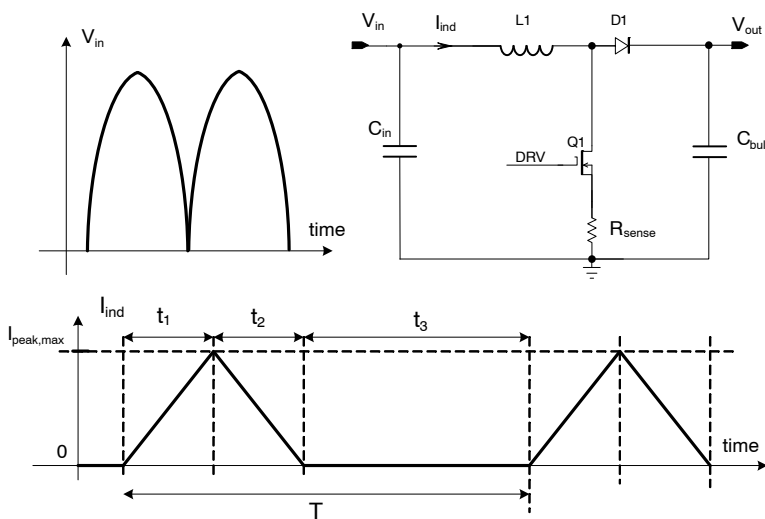 V_in
time
V_in
I_ind
L1
D1
V_out
C_in
DRV
Q1
R_sense
C_bul
I_ind
I_peak,max
t_1
t_2
t_3
0
time
T